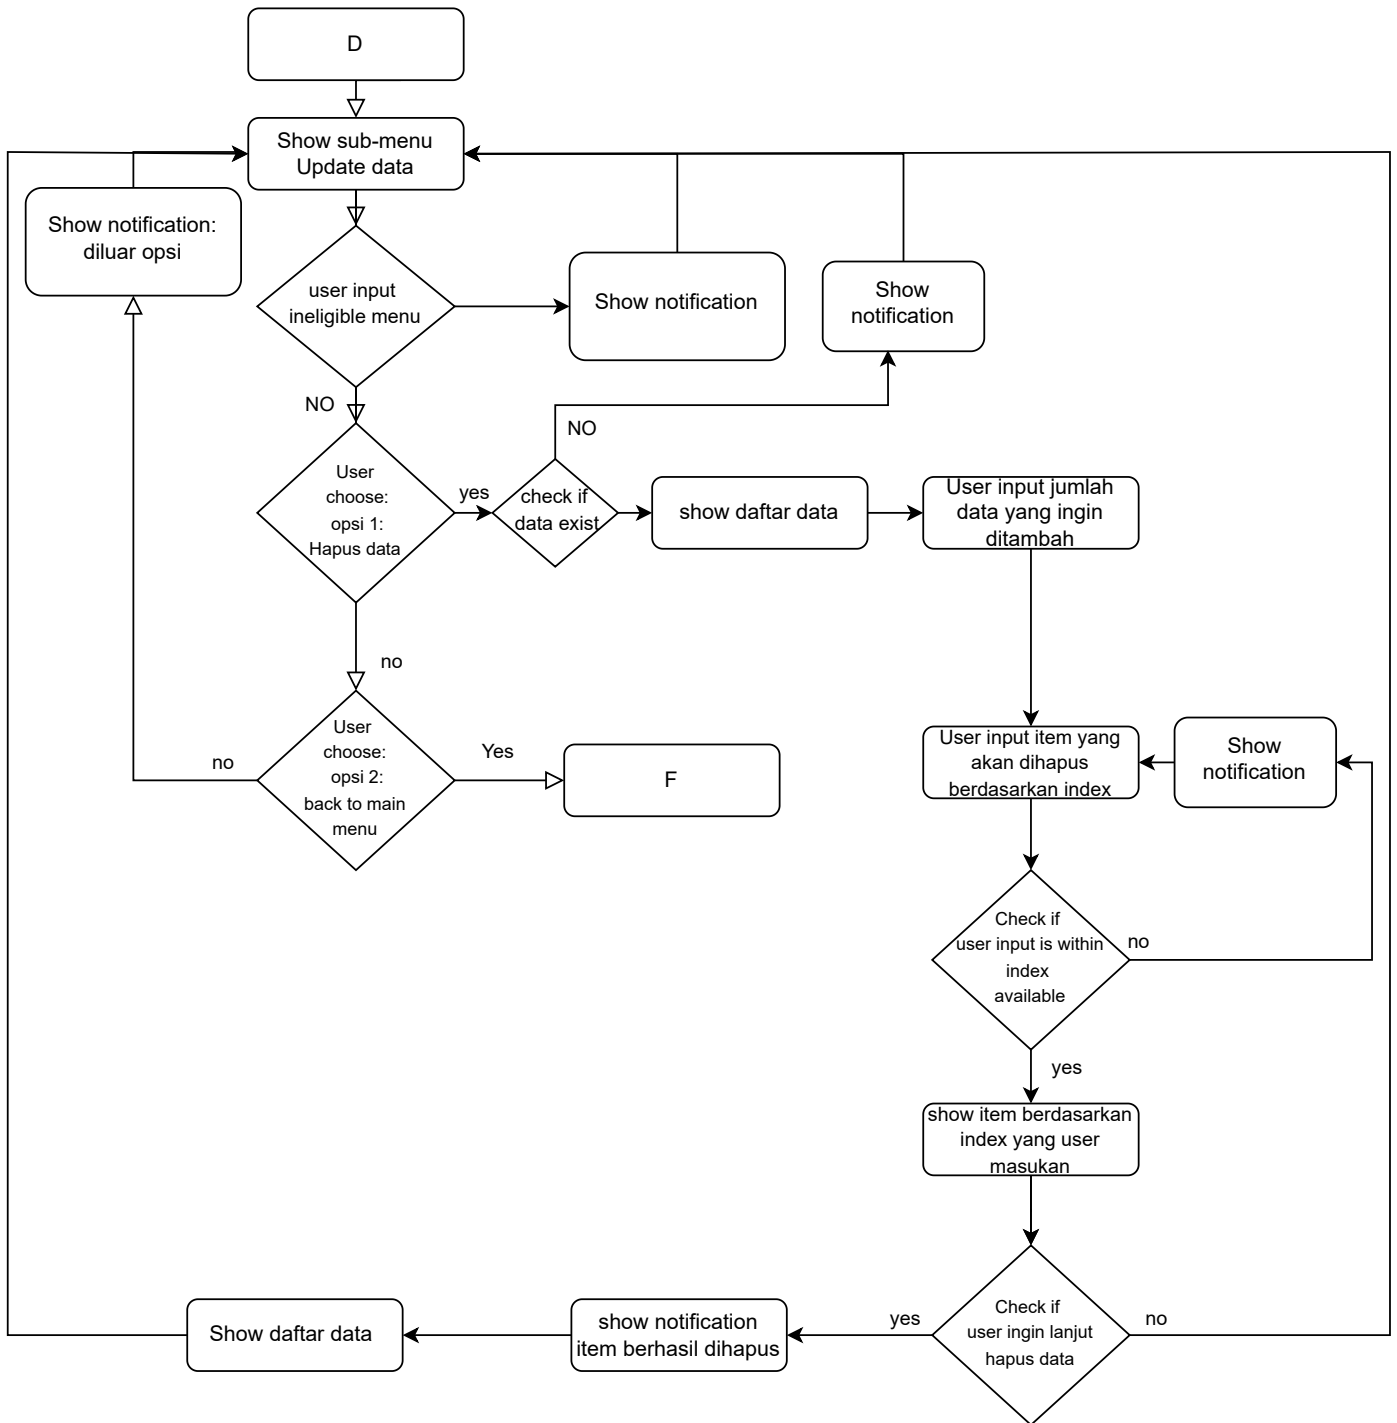 D
Show sub-menu
Update data
Show notification:
diluar opsi
user input
ineligible menu
Show notification
Show
notification
NO
NO
User
choose:
opsi 1:
Hapus data
yes
check if
data exist
show daftar data
User input jumlah
data yang ingin
ditambah
no
User
choose:
opsi 2:
back to main
menu
no
Yes
F
User input item yang
akan dihapus
berdasarkan index
Show
notification
Check if
user input is within
index
available
no
yes
show item berdasarkan
index yang user
masukan
Check if
user ingin lanjut
hapus data
yes
no
show notification
item berhasil dihapus
Show daftar data